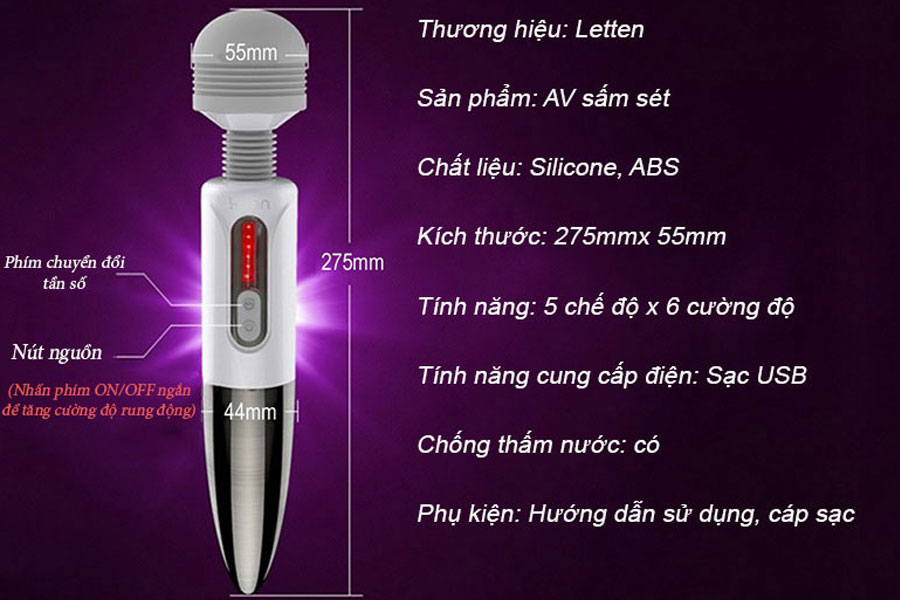 Thương hiệu: Letten
Sản phẩm: AV sấm sét
Chất liệu: Silicone, ABS
Kích thước: 275mmx 55mm
Tính năng: 5 chế độ x 6 cường độ
Tính năng cung cấp điện: Sạc USB
Chống thấm nước: có
Phụ kiện: Hướng dẫn sử dụng, cáp sạc
55mm
275mm
Phím chuyển đổi
tần số
Nút nguồn
(Nhấn phím ON/OFF ngắn
để tăng cường độ rung động)
44mm